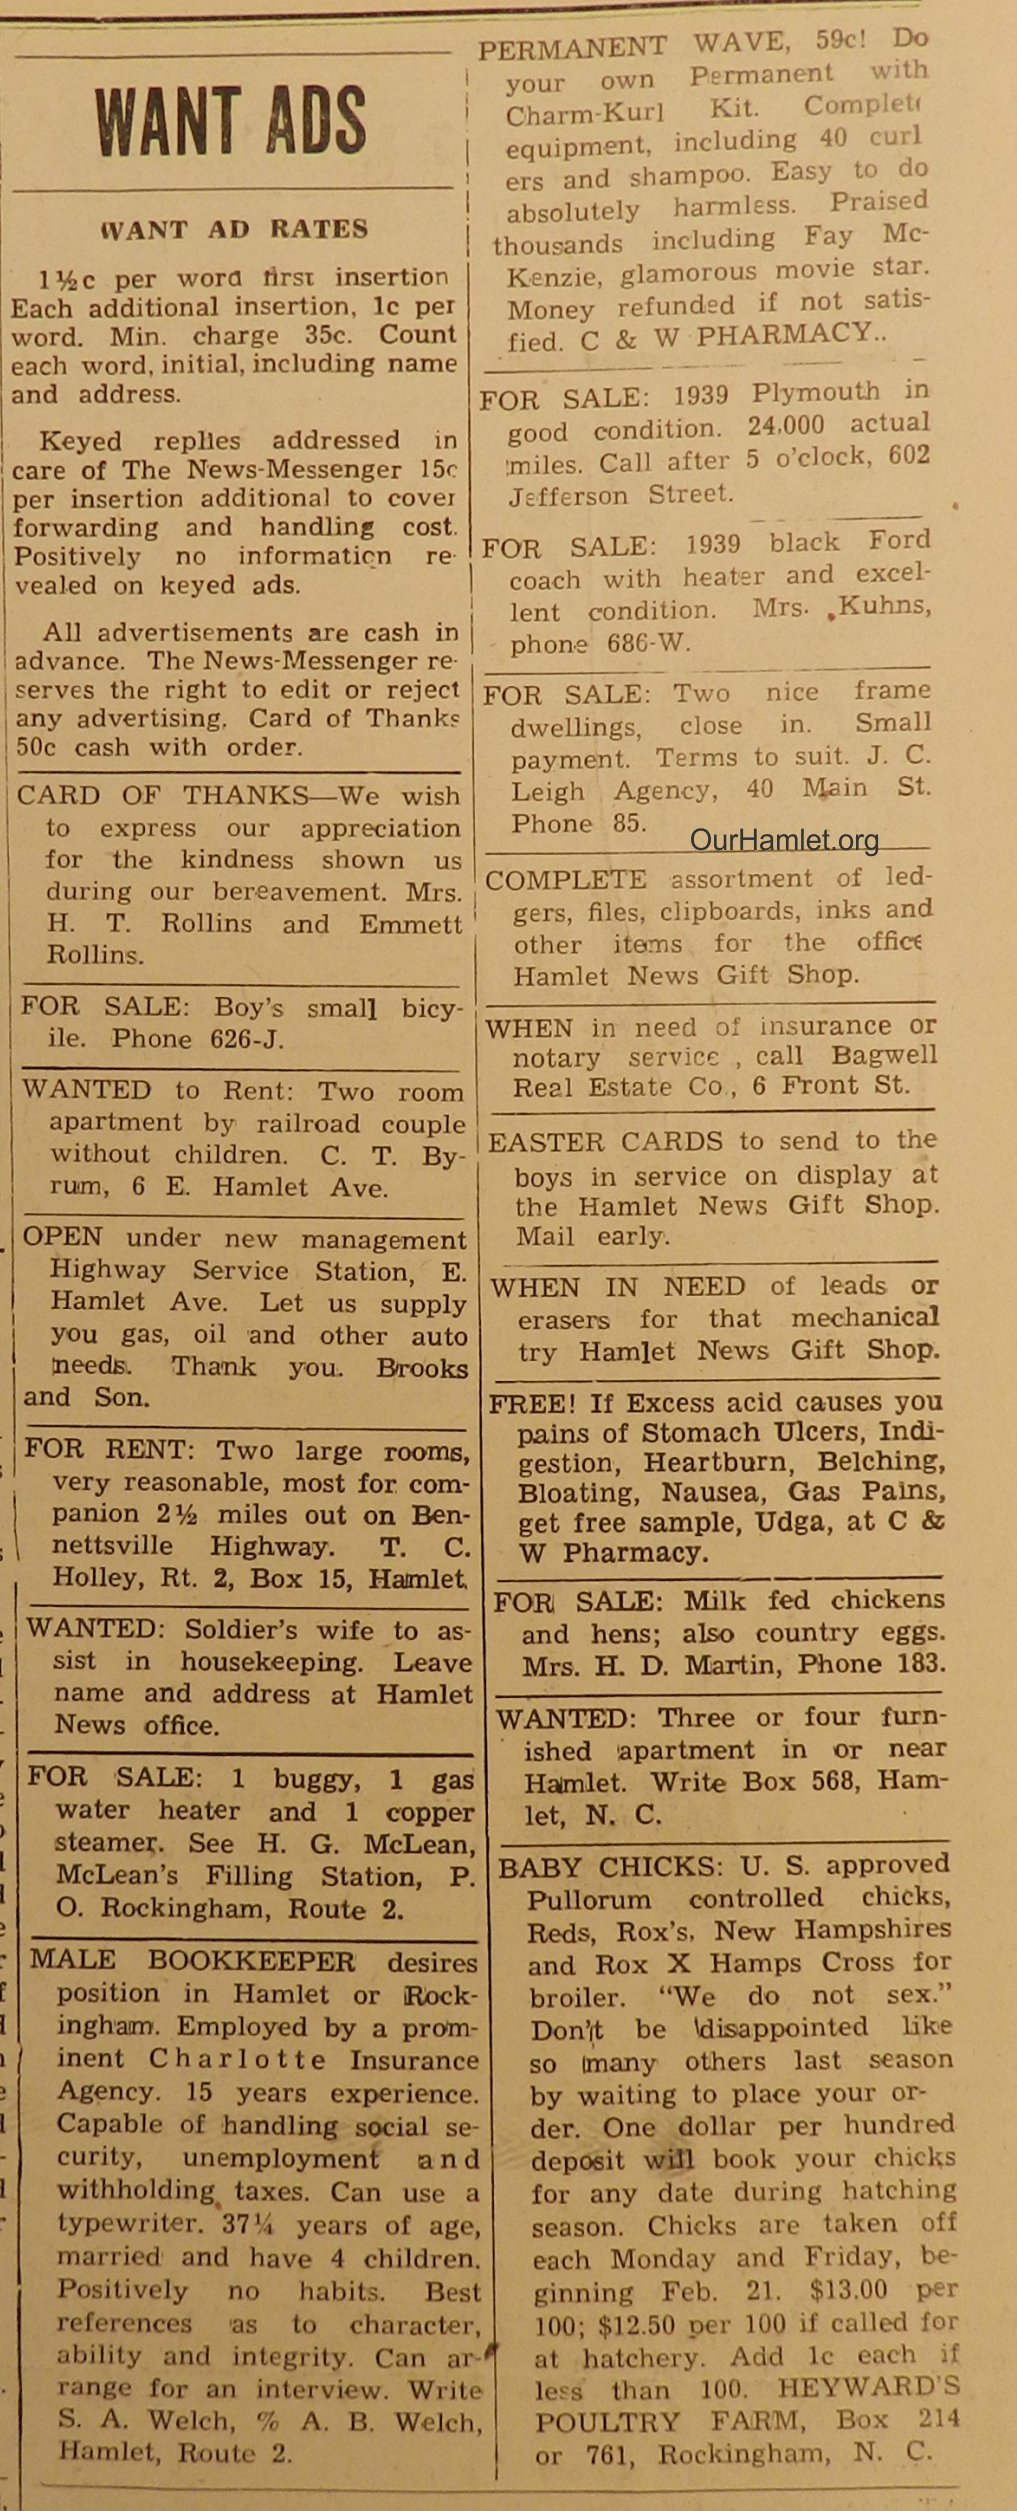 WANT ADS
WANT AD RATES
1½c per word first insertion
Each additional insertion, 1c per
word. Min. charge 35c. Count
each word, initial, including name
and address.
Keyed replies addressed in
care of The News-Messenger 15c
per insertion additional to cover
forwarding and handling cost.
Positively no information re-
vealed on keyed ads.
All advertisements are cash in
advance. The News-Messenger re-
serves the right to edit or reject
any advertising. Card of Thanks
50c cash with order.
CARD OF THANKS—We wish
to express our appreciation
for the kindness shown us
during our bereavement. Mrs.
H. T. Rollins and Emmett
Rollins.
FOR SALE: Boy's small bicy-
ile. Phone 626-J.
WANTED to Rent: Two room
apartment by railroad couple
without children. C. T. By-
rum, 6 E. Hamlet Ave.
OPEN under new management
Highway Service Station, E.
Hamlet Ave. Let us supply
you gas, oil and other auto
needs. Thank you. Brooks
and Son.
FOR RENT: Two large rooms,
very reasonable, most for com-
panion 2½ miles out on Ben-
nettsville Highway. T. C.
Holley, Rt. 2, Box 15, Hamlet.
WANTED: Soldier's wife to as-
sist in housekeeping. Leave
name and address at Hamlet
News office.
FOR SALE: 1 buggy, 1 gas
water heater and 1 copper
steamer. See H. G. McLean,
McLean's Filling Station, P.
O. Rockingham, Route 2.
MALE BOOKKEEPER desires
position in Hamlet or Rock-
ingham. Employed by a prom-
inent Charlotte Insurance
Agency. 15 years experience.
Capable of handling social se-
curity, unemployment and
withholding taxes. Can use a
typewriter. 37¼ years of age,
married and have 4 children.
Positively no habits. Best
references as to character,
ability and integrity. Can ar-
range for an interview. Write
S. A. Welch, % A. B. Welch,
Hamlet, Route 2.
PERMANENT WAVE, 59c! Do
your own Permanent with
Charm-Kurl Kit. Complete
equipment, including 40 curl
ers and shampoo. Easy to do
absolutely harmless. Praised
thousands including Fay Mc-
Kenzie, glamorous movie star.
Money refunded if not satis-
fied. C & W PHARMACY..
FOR SALE: 1939 Plymouth in
good condition. 24,000 actual
miles. Call after 5 o'clock, 602
Jefferson Street.
FOR SALE: 1939 black Ford
coach with heater and excel-
lent condition. Mrs. Kuhns,
phone 686-W.
FOR SALE: Two nice frame
dwellings, close in. Small
payment. Terms to suit. J. C.
Leigh Agency, 40 Main St.
Phone 85.
OurHamlet.org
COMPLETE assortment of led-
gers, files, clipboards, inks and
other items for the office
Hamlet News Gift Shop.
WHEN in need of insurance or
notary service , call Bagwell
Real Estate Co., 6 Front St.
EASTER CARDS to send to the
boys in service on display at
the Hamlet News Gift Shop.
Mail early.
WHEN IN NEED of leads or
erasers for that mechanical
try Hamlet News Gift Shop.
FREE! If Excess acid causes you
pains of Stomach Ulcers, Indi-
gestion, Heartburn, Belching,
Bloating, Nausea, Gas Pains,
get free sample, Udga, at C &
W Pharmacy.
FOR SALE: Milk fed chickens
and hens; also country eggs.
Mrs. H. D. Martin, Phone 183.
WANTED: Three or four furn-
ished apartment in or near
Hamlet. Write Box 568, Ham-
let, N. C.
BABY CHICKS: U. S. approved
Pullorum controlled chicks,
Reds, Rox's, New Hampshires
and Rox X Hamps Cross for
broiler. "We do not sex."
Don't be disappointed like
so many others last season
by waiting to place your or-
der. One dollar per hundred
deposit will book your chicks
for any date during hatching
season. Chicks are taken off
each Monday and Friday, be-
ginning Feb. 21. $13.00 per
100; $12.50 per 100 if called for
at hatchery. Add 1c each if
less than 100. HEYWARD'S
POULTRY FARM, Box 214
or 761, Rockingham, N. C.